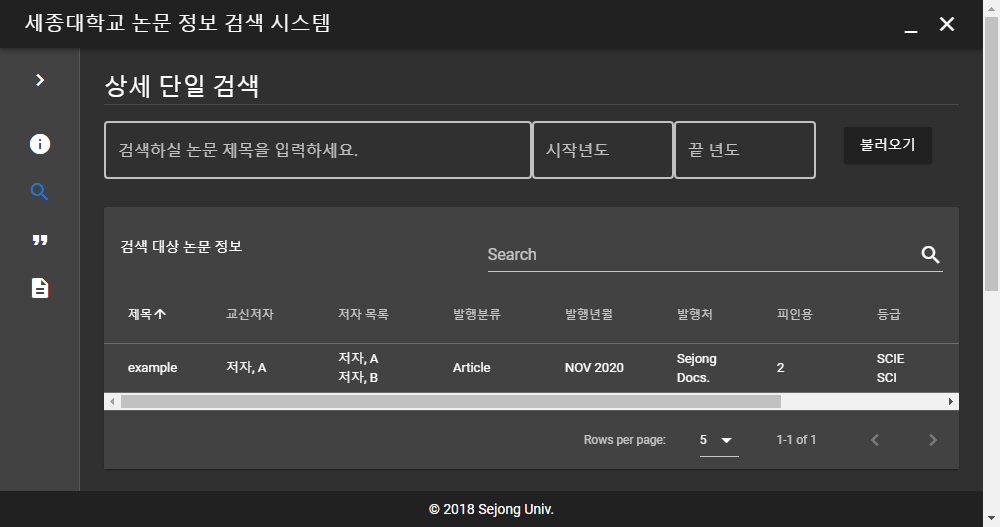 세종대학교 논문 정보 검색 시스템
상세 단일 검색
검색하실 논문 제목을 입력하세요. 시작년도 끝 년도 불러오기
검색 대상 논문 정보
Search
제목 교신저자 저자 목록 발행분류 발행년월 발행처 피인용 등급
example 저자, A 저자, A 저자, B Article NOV 2020 Sejong Docs. 2 SCIE SCI
Rows per page: 5 1-1 of 1
© 2018 Sejong Univ.